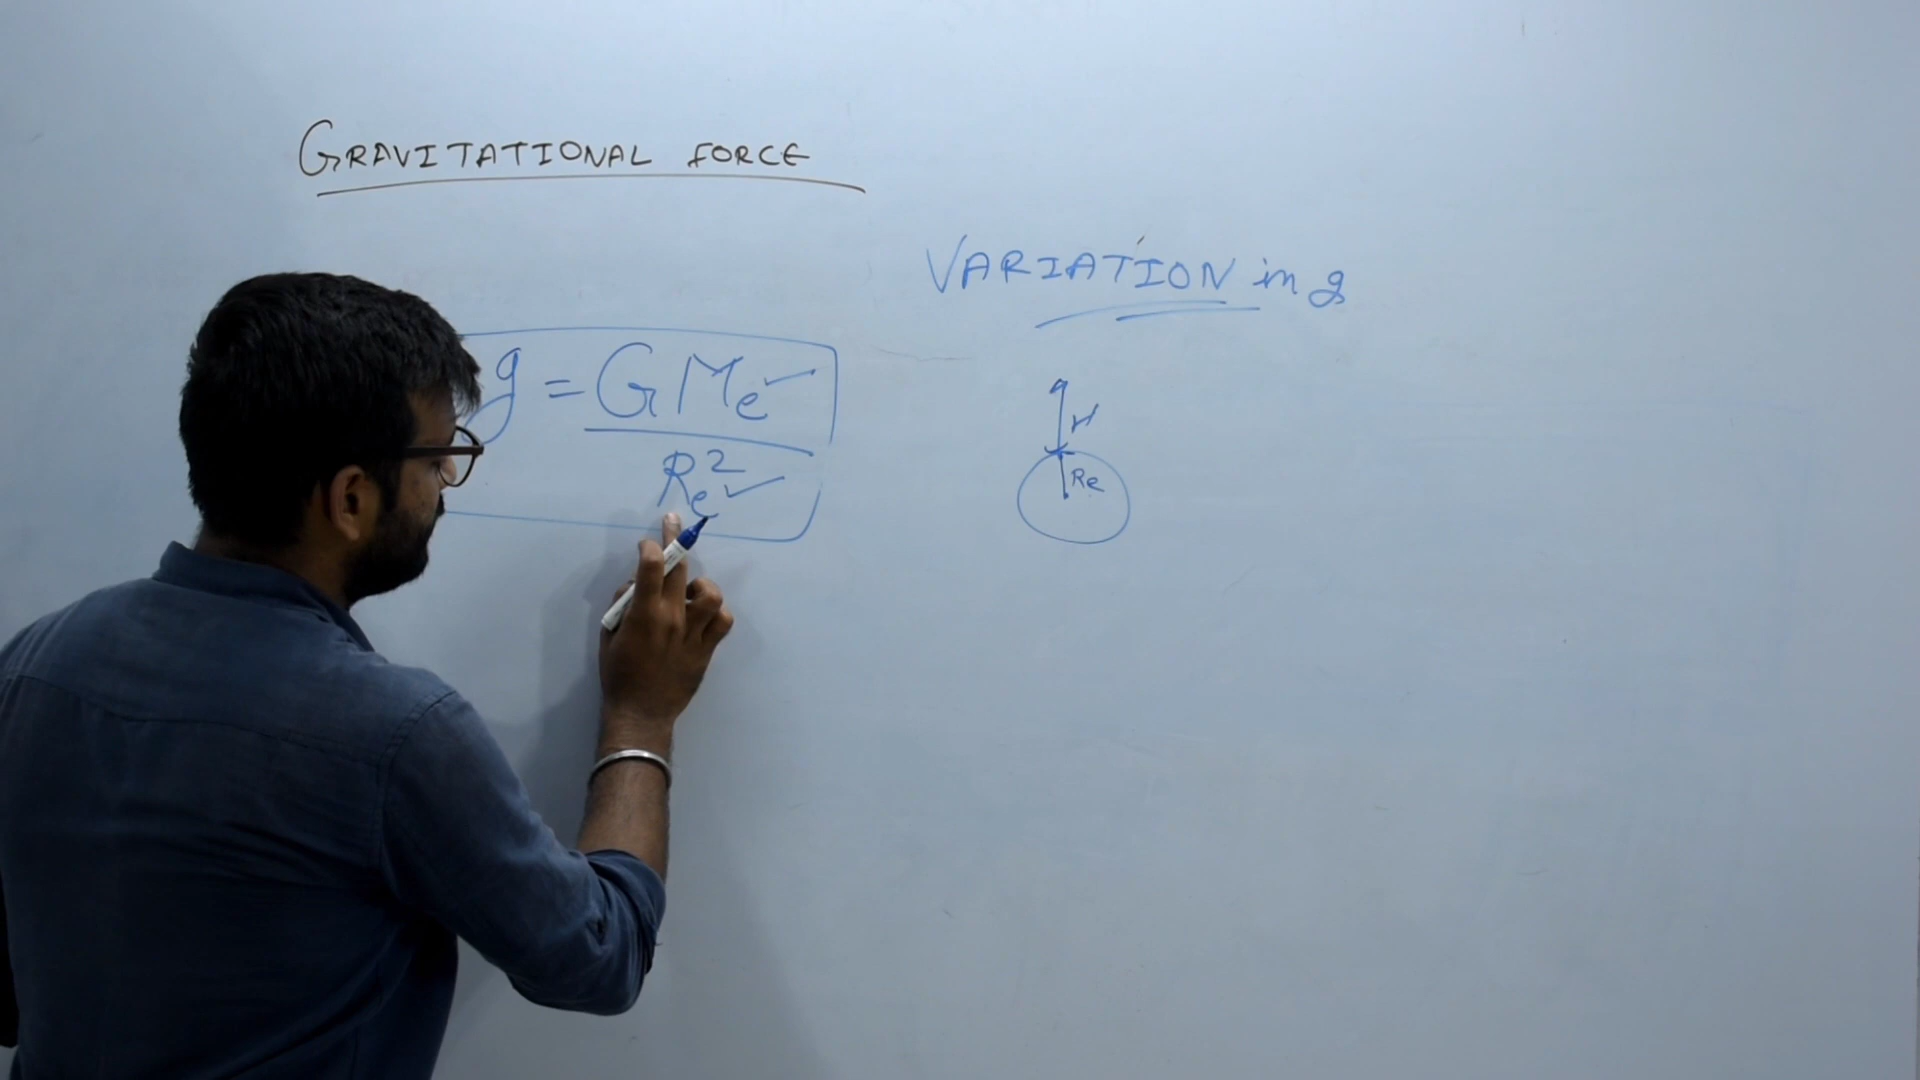 GRAVITATIONAL FORCE
VARIATION in g
g = GMe
Re²
H
Re